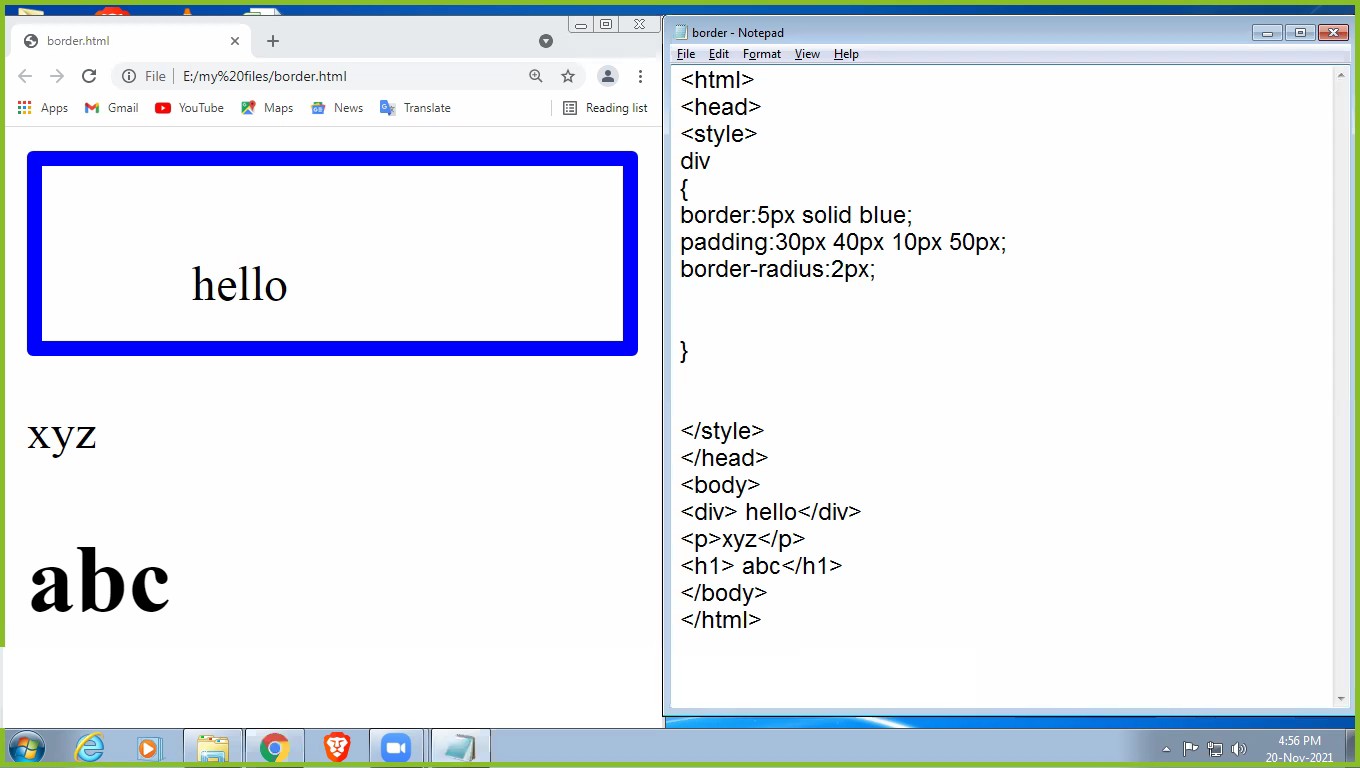 border.html
File
E:/my%20files/border.html
Apps
Gmail
YouTube
Maps
News
Translate
Reading list
hello
xyz
abc
border - Notepad
File Edit Format View Help
<html>
<head>
<style>
div
{
border:5px solid blue;
padding:30px 40px 10px 50px;
border-radius:2px;
}
</style>
</head>
<body>
<div> hello</div>
<p>xyz</p>
<h1> abc</h1>
</body>
</html>
4:56 PM
20-Nov-2021